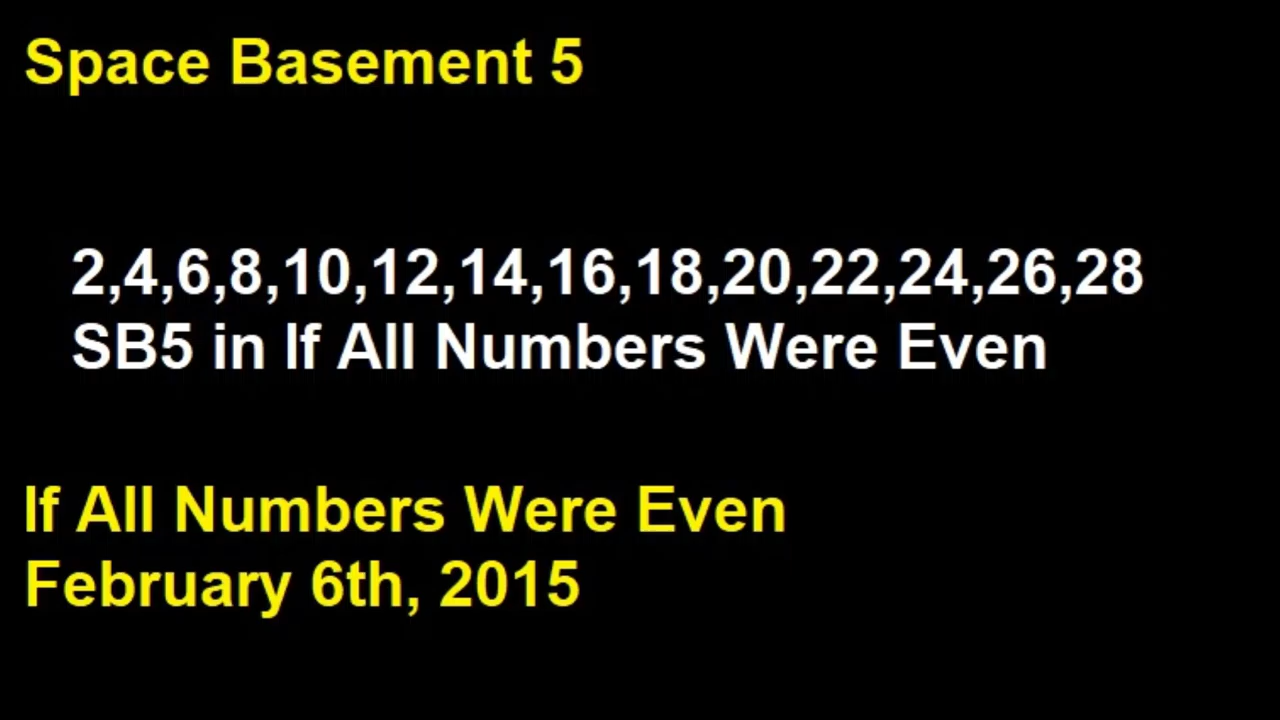 Space Basement 5
2,4,6,8,10,12,14,16,18,20,22,24,26,28
SB5 in If All Numbers Were Even
If All Numbers Were Even
February 6th, 2015